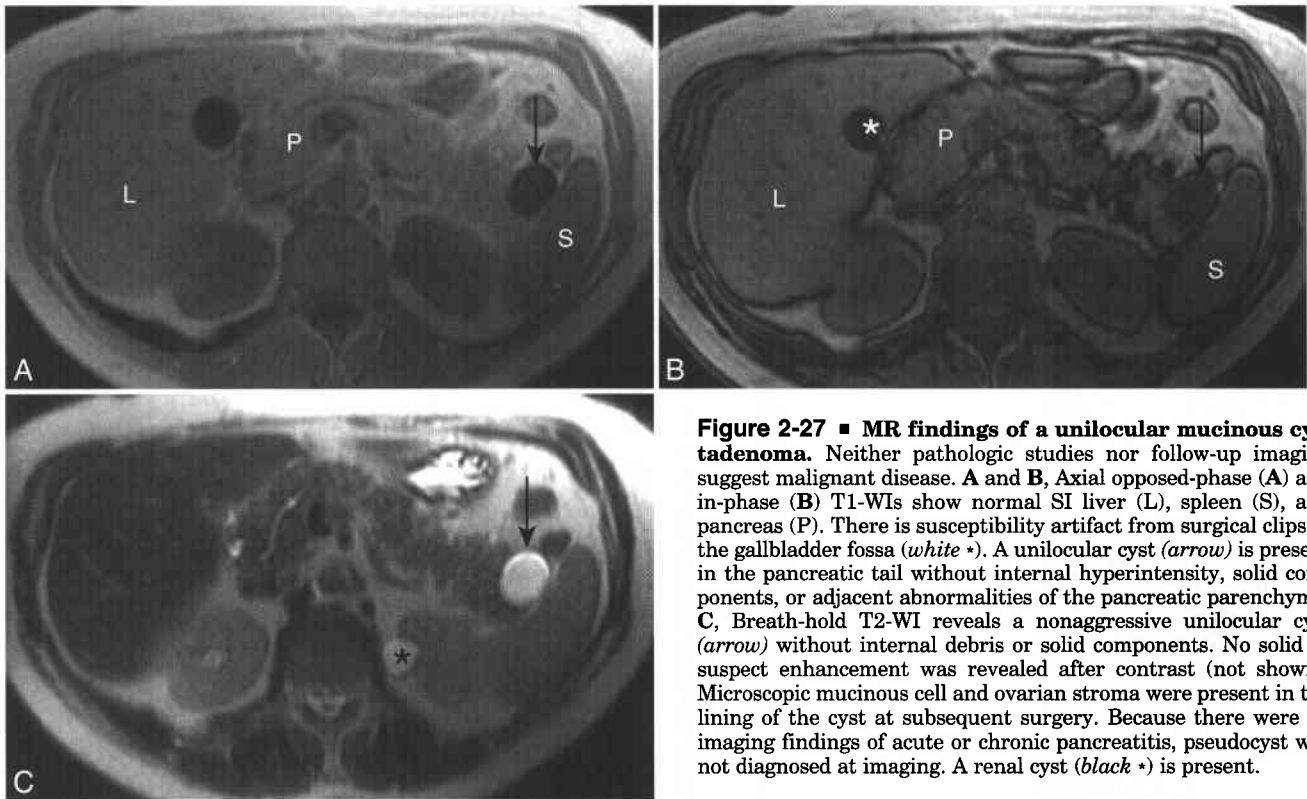 A
L
P
S
B
L
*
P
S
C
*
Figure 2-27 ■ MR findings of a unilocular mucinous cy
tadenoma. Neither pathologic studies nor follow-up imagi
suggest malignant disease. A and B, Axial opposed-phase (A) a
in-phase (B) T1-WIs show normal SI liver (L), spleen (S), a
pancreas (P). There is susceptibility artifact from surgical clips
the gallbladder fossa (white *). A unilocular cyst (arrow) is prese
in the pancreatic tail without internal hyperintensity, solid co
ponents, or adjacent abnormalities of the pancreatic parenchym
C, Breath-hold T2-WI reveals a nonaggressive unilocular cy
(arrow) without internal debris or solid components. No solid
suspect enhancement was revealed after contrast (not show
Microscopic mucinous cell and ovarian stroma were present in t
lining of the cyst at subsequent surgery. Because there were
imaging findings of acute or chronic pancreatitis, pseudocyst w
not diagnosed at imaging. A renal cyst (black *) is present.